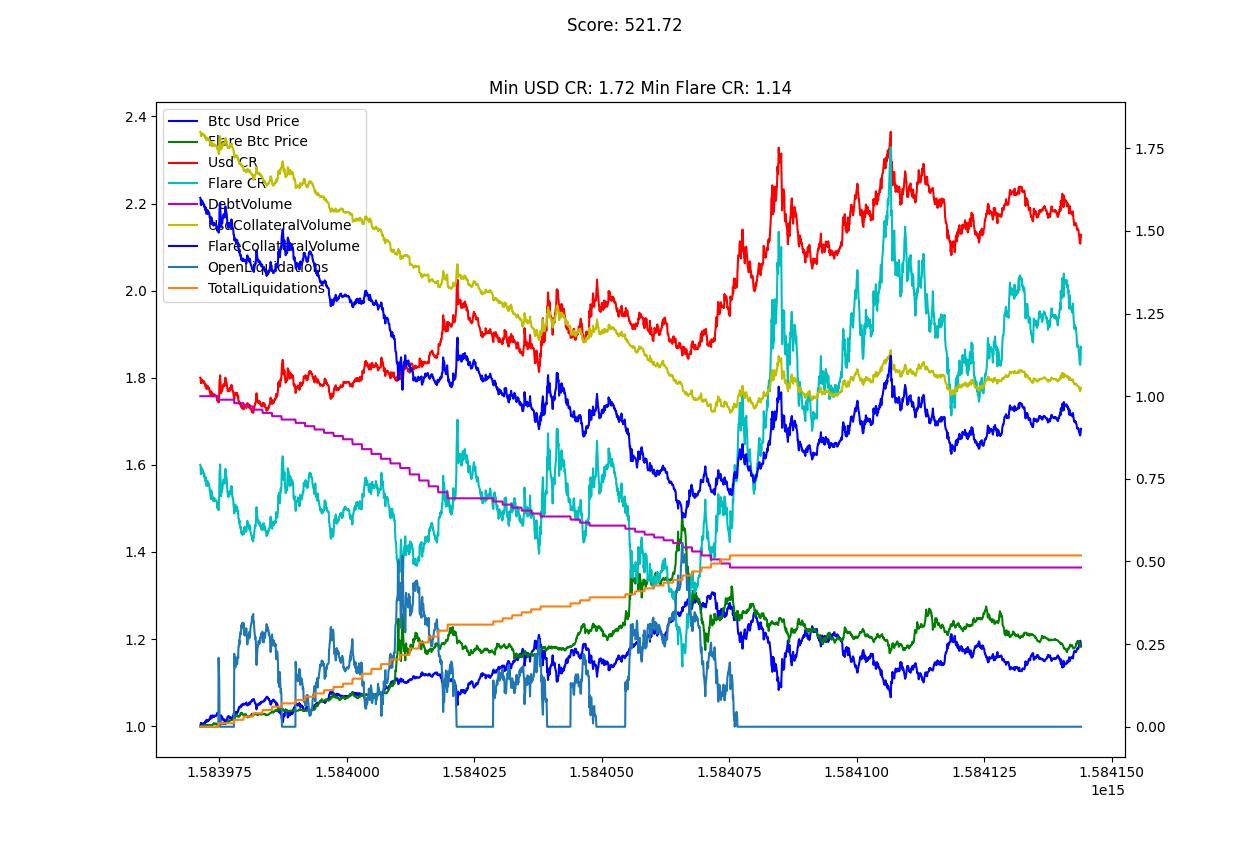 Score: 521.72
Min USD CR: 1.72 Min Flare CR: 1.14
Btc Usd Price
Flare Btc Price
Usd CR
Flare CR
DebtVolume
UsdCollateralVolume
FlareCollateralVolume
OpenLiquidations
TotalLiquidations
2.4
2.2
2.0
1.8
1.6
1.4
1.2
1.0
1.75
1.50
1.25
1.00
0.75
0.50
0.25
0.00
1.583975
1.584000
1.584025
1.584050
1.584075
1.584100
1.584125
1.584150
1e15